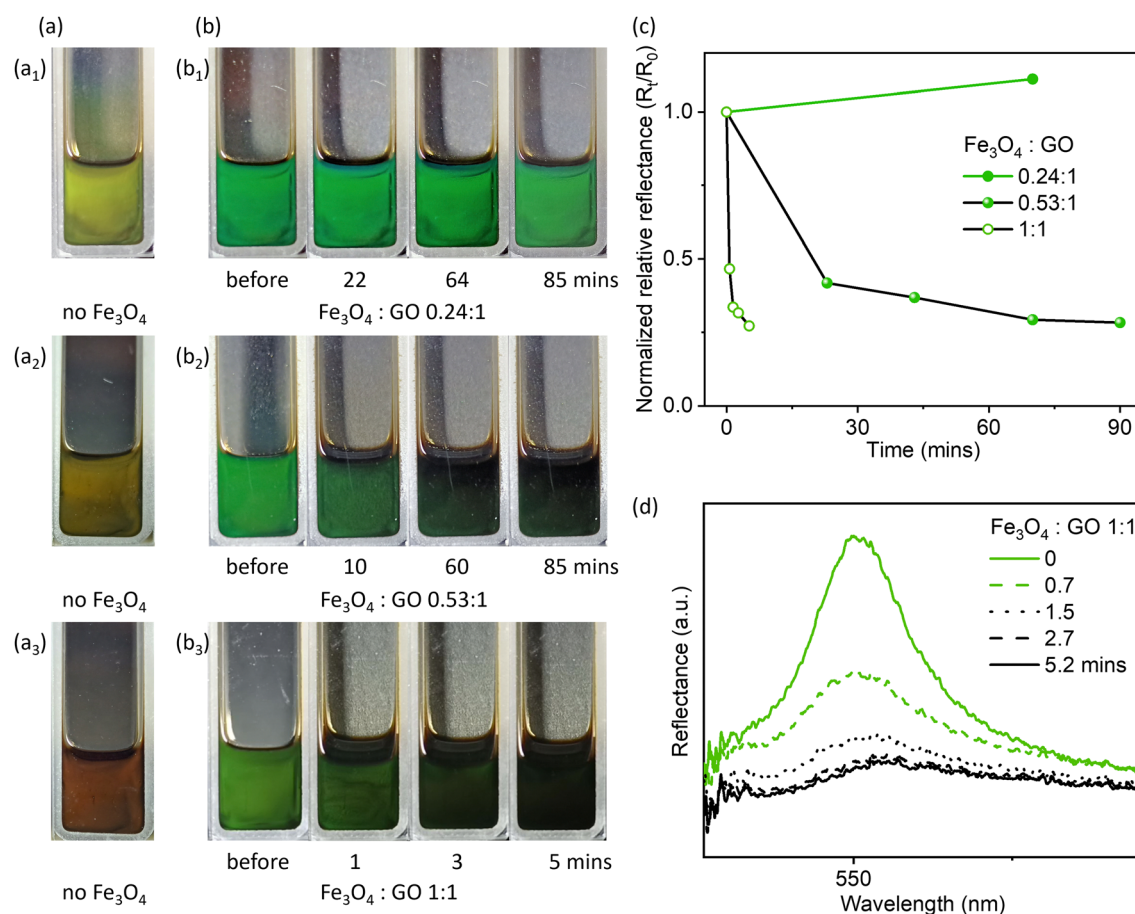 (a)
(b)
(a₁)
(b₁)
before 22 64 85 mins
no Fe₃O₄
Fe₃O₄ : GO 0.24:1
(a₂)
(b₂)
before 10 60 85 mins
no Fe₃O₄
Fe₃O₄ : GO 0.53:1
(a₃)
(b₃)
before 1 3 5 mins
no Fe₃O₄
Fe₃O₄ : GO 1:1
(c)
Normalized relative reflectance (Rₜ/R₀)
1.0
0.5
0.0
Fe₃O₄ : GO
0.24:1
0.53:1
1:1
0 30 60 90
Time (mins)
(d)
Reflectance (a.u.)
Fe₃O₄ : GO 1:1
0
0.7
1.5
2.7
5.2 mins
550
Wavelength (nm)